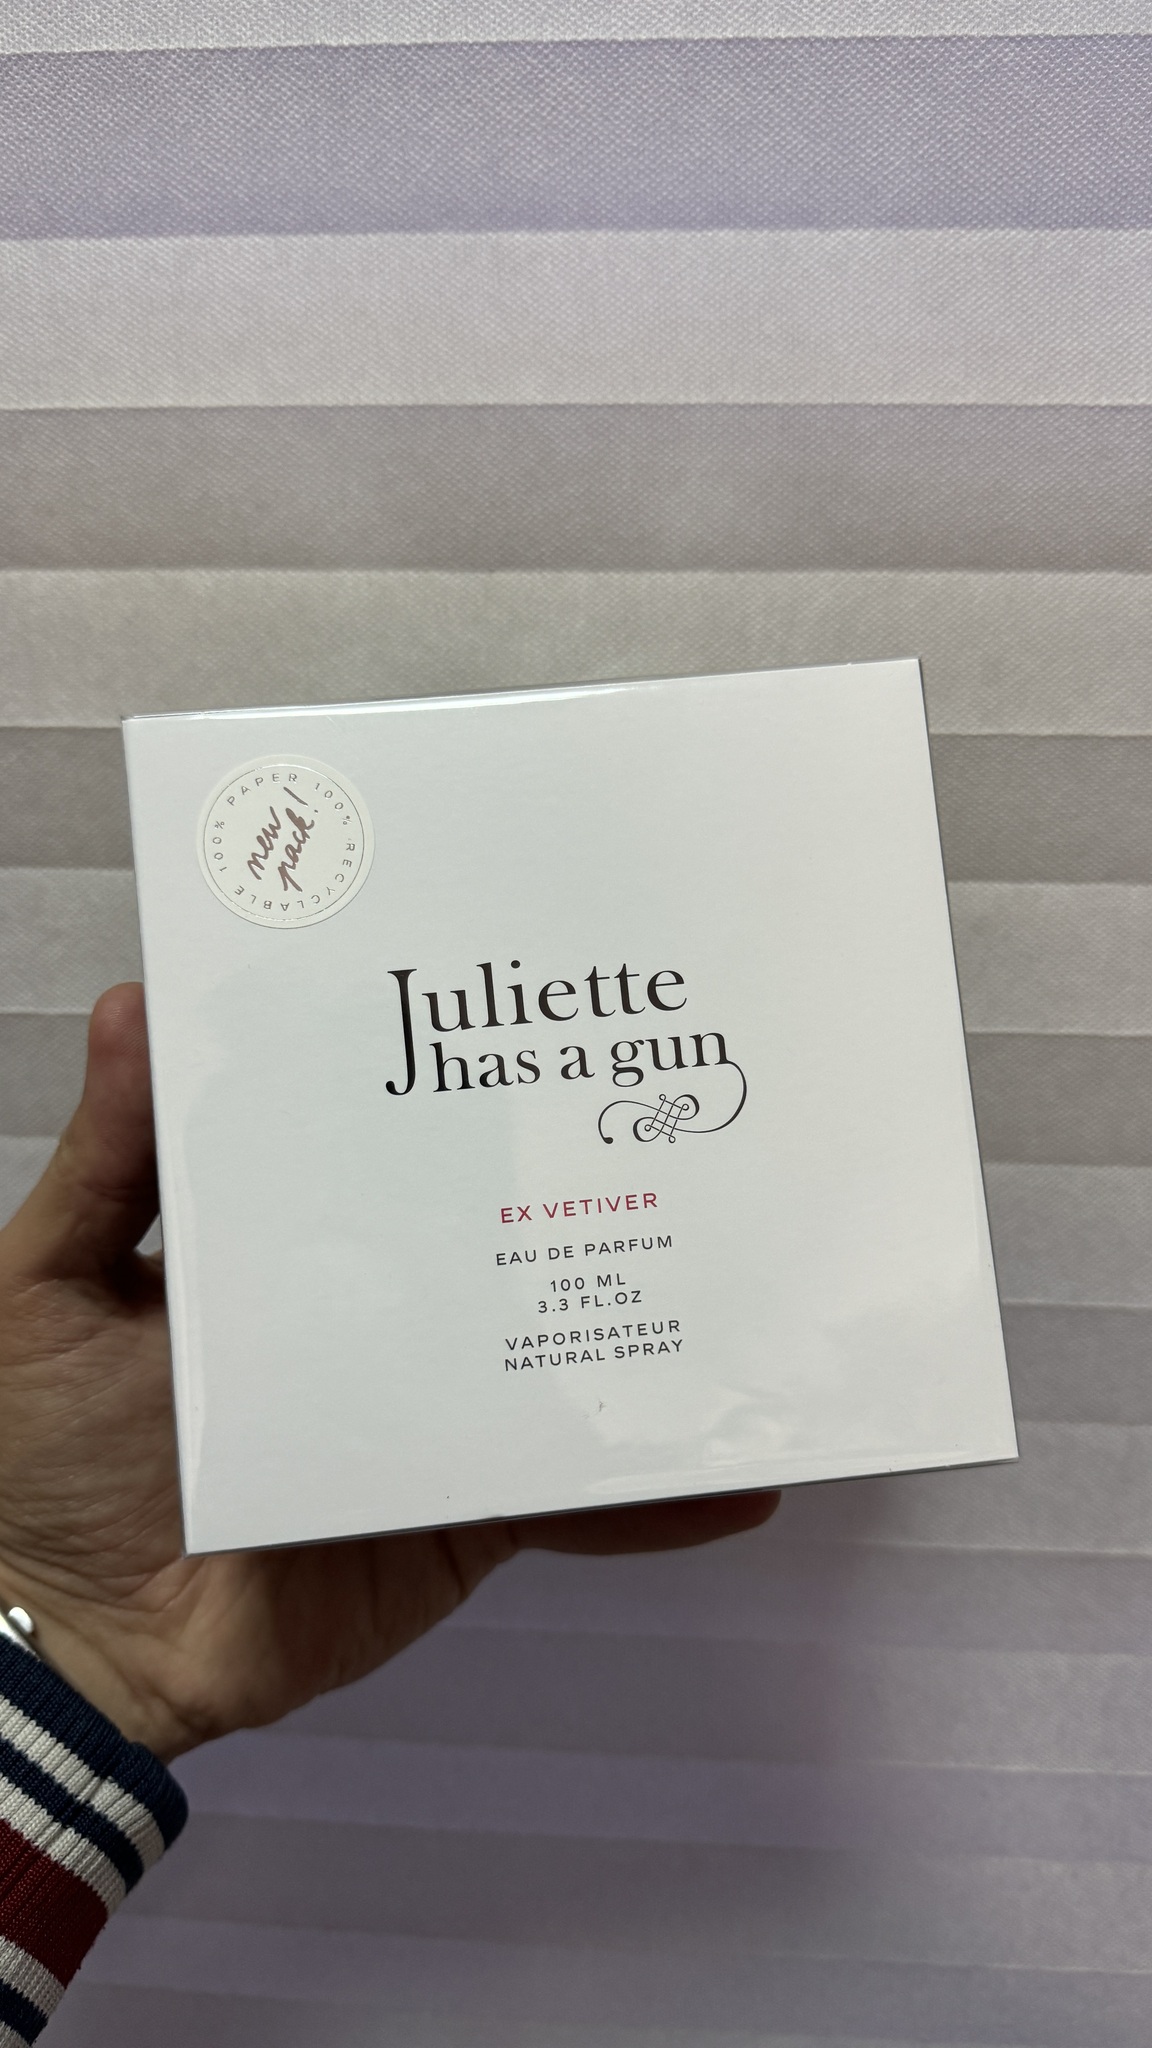 100% PAPER 100% RECYCLABLE
new
pack!
Juliette
has a gun
EX VETIVER
EAU DE PARFUM
100 ML
3.3 FL.OZ
VAPORISATEUR
NATURAL SPRAY